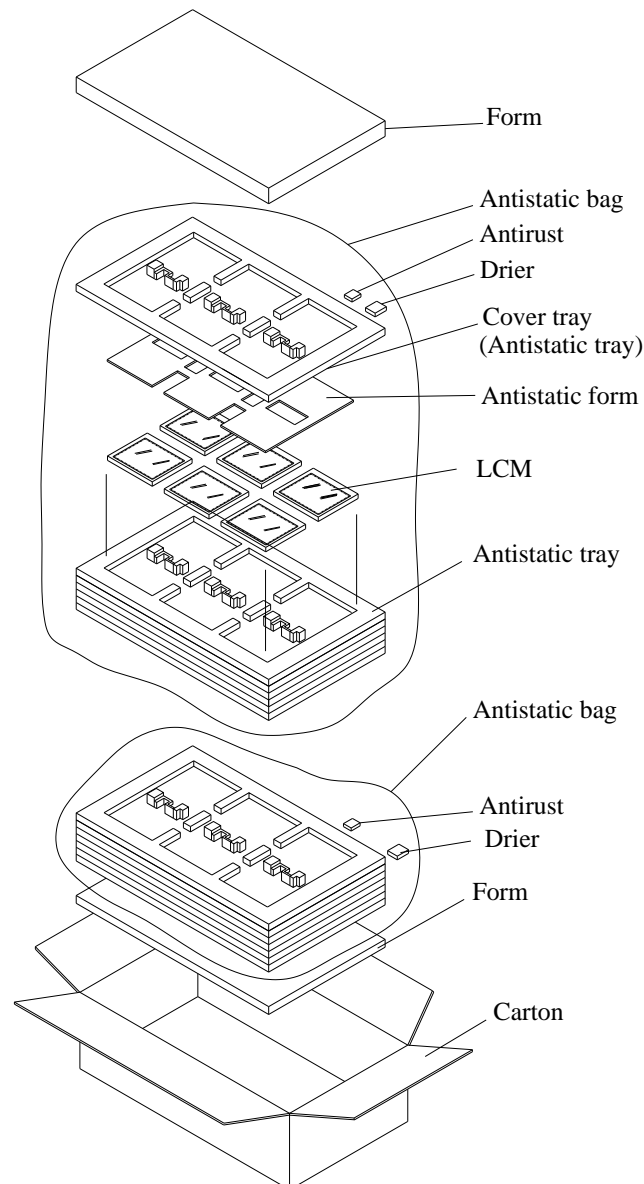 Form
Antistatic bag
Antirust
Drier
Cover tray
(Antistatic tray)
Antistatic form
LCM
Antistatic tray
Antistatic bag
Antirust
Drier
Form
Carton